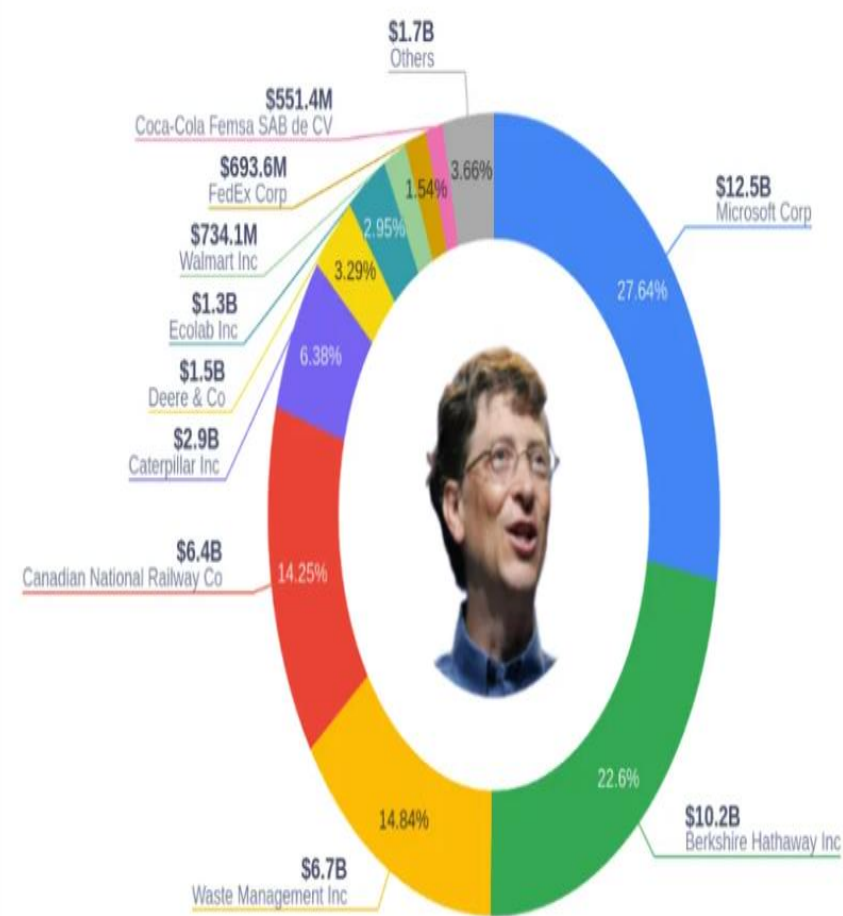 $1.7B
Others
$551.4M
Coca-Cola Femsa SAB de CV
$693.6M
FedEx Corp
$734.1M
Walmart Inc
$1.3B
Ecolab Inc
$1.5B
Deere & Co
$2.9B
Caterpillar Inc
$6.4B
Canadian National Railway Co
$6.7B
Waste Management Inc
$12.5B
Microsoft Corp
$10.2B
Berkshire Hathaway Inc
3.66%
1.54%
2.95%
3.29%
6.38%
14.25%
14.84%
22.6%
27.64%